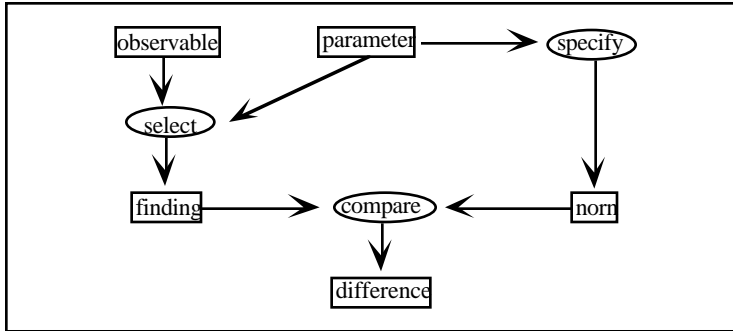 observable
parameter
specify
select
finding
compare
norn
difference